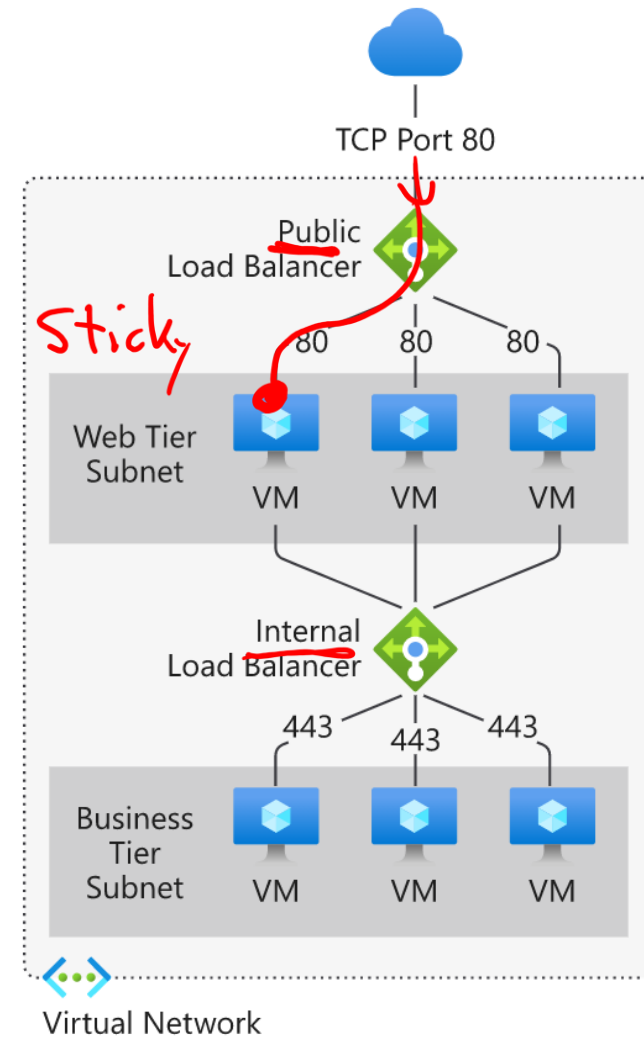 TCP Port 80
Public
Load Balancer
Sticky
80 80 80
Web Tier
Subnet
VM VM VM
Internal
Load Balancer
443 443 443
Business
Tier
Subnet
VM VM VM
Virtual Network